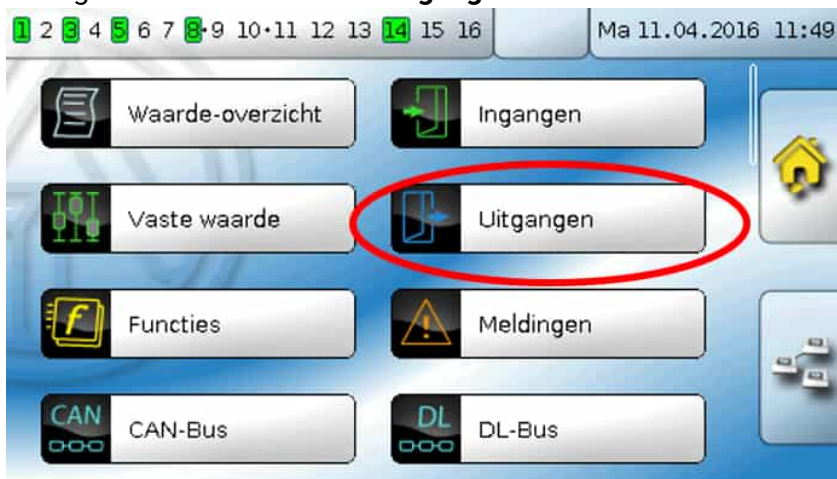 1 2 3 4 5 6 7 8·9 10·11 12 13 14 15 16 Ma 11.04.2016 11:49
Waarde-overzicht Ingangen
Vaste waarde Uitgangen
f Functies Meldingen
CAN CAN-Bus DL DL-Bus